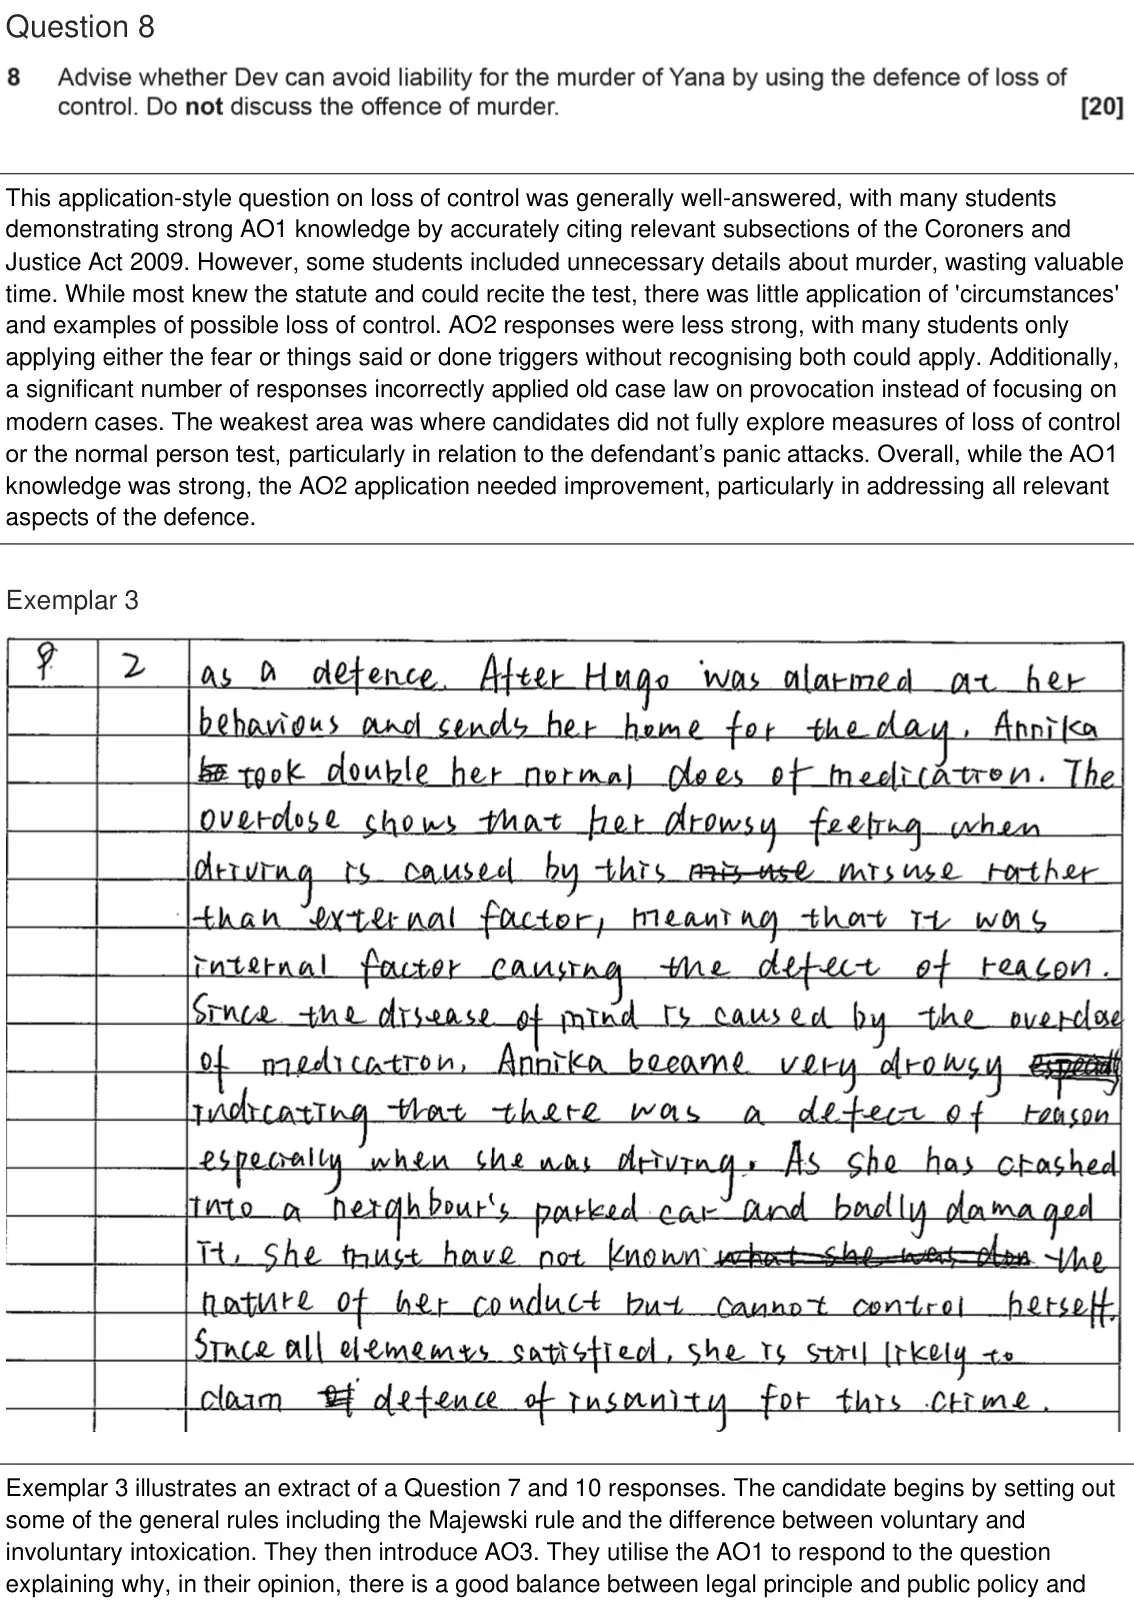 Question 8
8 Advise whether Dev can avoid liability for the murder of Yana by using the defence of loss of
control. Do not discuss the offence of murder. [20]
This application-style question on loss of control was generally well-answered, with many students
demonstrating strong AO1 knowledge by accurately citing relevant subsections of the Coroners and
Justice Act 2009. However, some students included unnecessary details about murder, wasting valuable
time. While most knew the statute and could recite the test, there was little application of 'circumstances'
and examples of possible loss of control. AO2 responses were less strong, with many students only
applying either the fear or things said or done triggers without recognising both could apply. Additionally,
a significant number of responses incorrectly applied old case law on provocation instead of focusing on
modern cases. The weakest area was where candidates did not fully explore measures of loss of control
or the normal person test, particularly in relation to the defendant’s panic attacks. Overall, while the AO1
knowledge was strong, the AO2 application needed improvement, particularly in addressing all relevant
aspects of the defence.
Exemplar 3
8 2 as a defence. After Hugo was alarmed at her
behavious and sends her home for the day, Annika
took double her normal does of medication. The
overdose shows that her drowsy feeling when
driving is caused by this misuse rather
than external factor, meaning that it was
internal factor causing the defect of reason.
Since the disease of mind is caused by the overdose
of medication, Annika became very drowsy
indicating that there was a defect of reason
especially when she was driving. As she has crashed
into a neighbour's parked car and badly damaged
it, she must have not known the
nature of her conduct but cannot control herself.
Since all elements satisfied, she is still likely to
claim defence of insanity for this crime.
Exemplar 3 illustrates an extract of a Question 7 and 10 responses. The candidate begins by setting out
some of the general rules including the Majewski rule and the difference between voluntary and
involuntary intoxication. They then introduce AO3. They utilise the AO1 to respond to the question
explaining why, in their opinion, there is a good balance between legal principle and public policy and